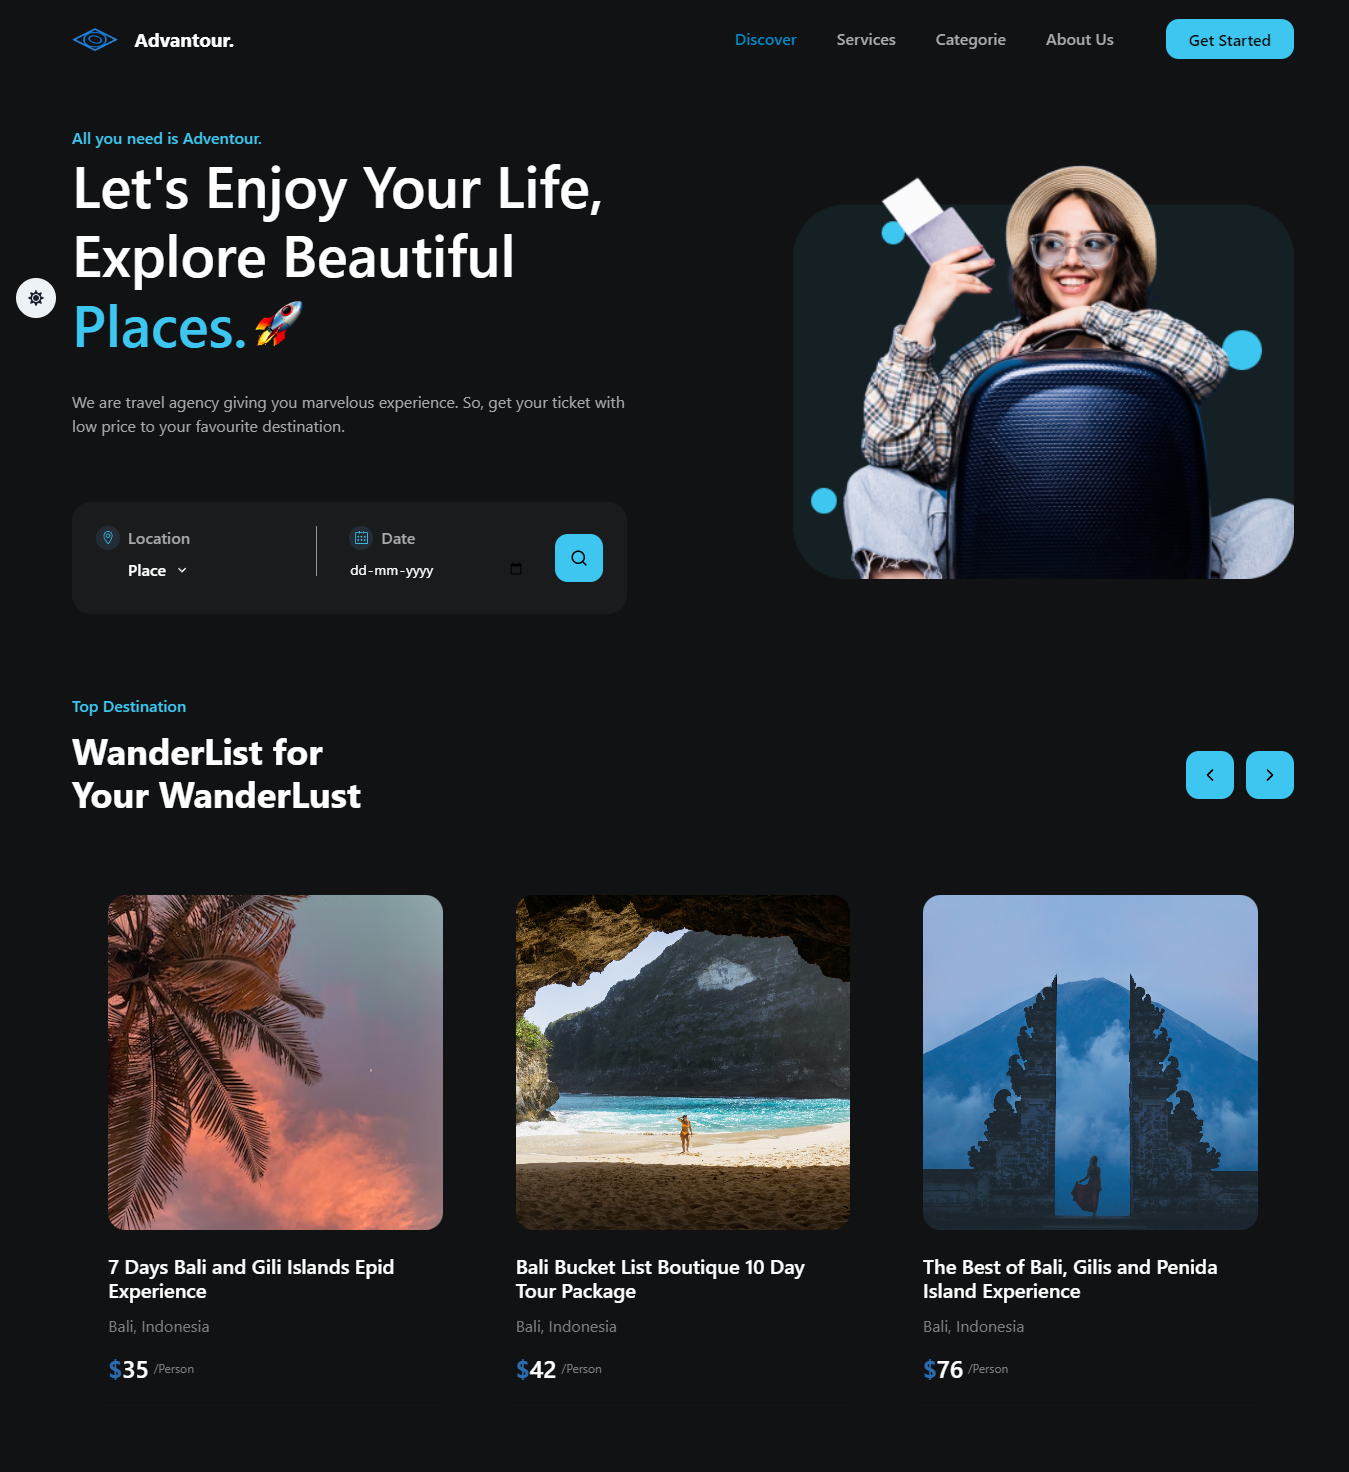 Advantour.
Discover
Services
Categorie
About Us
Get Started
All you need is Adventour.
Let's Enjoy Your Life,
Explore Beautiful
Places.🚀
We are travel agency giving you marvelous experience. So, get your ticket with
low price to your favourite destination.
Location
Place
Date
dd-mm-yyyy
Top Destination
WanderList for
Your WanderLust
7 Days Bali and Gili Islands Epid
Experience
Bali, Indonesia
$35 /Person
Bali Bucket List Boutique 10 Day
Tour Package
Bali, Indonesia
$42 /Person
The Best of Bali, Gilis and Penida
Island Experience
Bali, Indonesia
$76 /Person